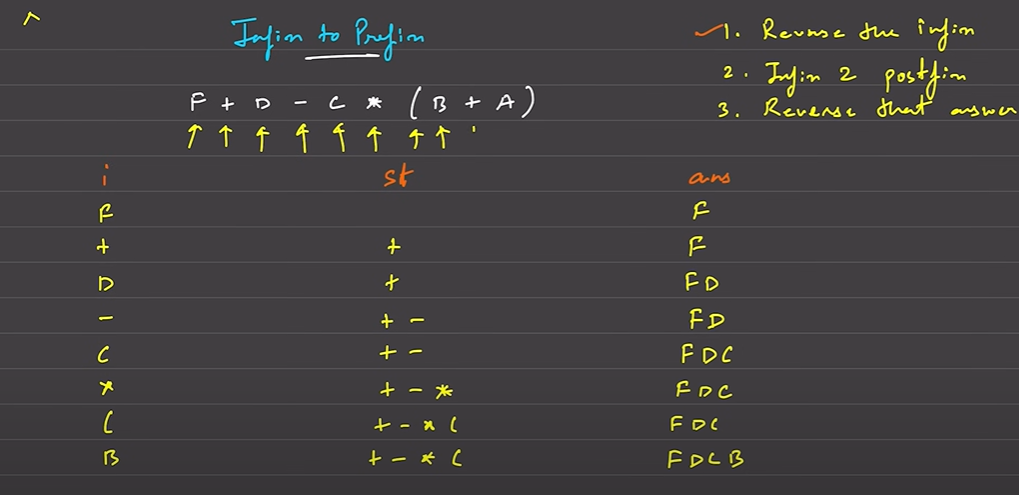 Infix to Prefix
1. Reverse the infix
2. Infix 2 postfix
3. Reverse that answer
F + D - C * (B + A)
i st ans
F F
+ + F
D + FD
- + - FD
C + - FDC
* + - * FDC
( + - * ( FDC
B + - * ( FDCB